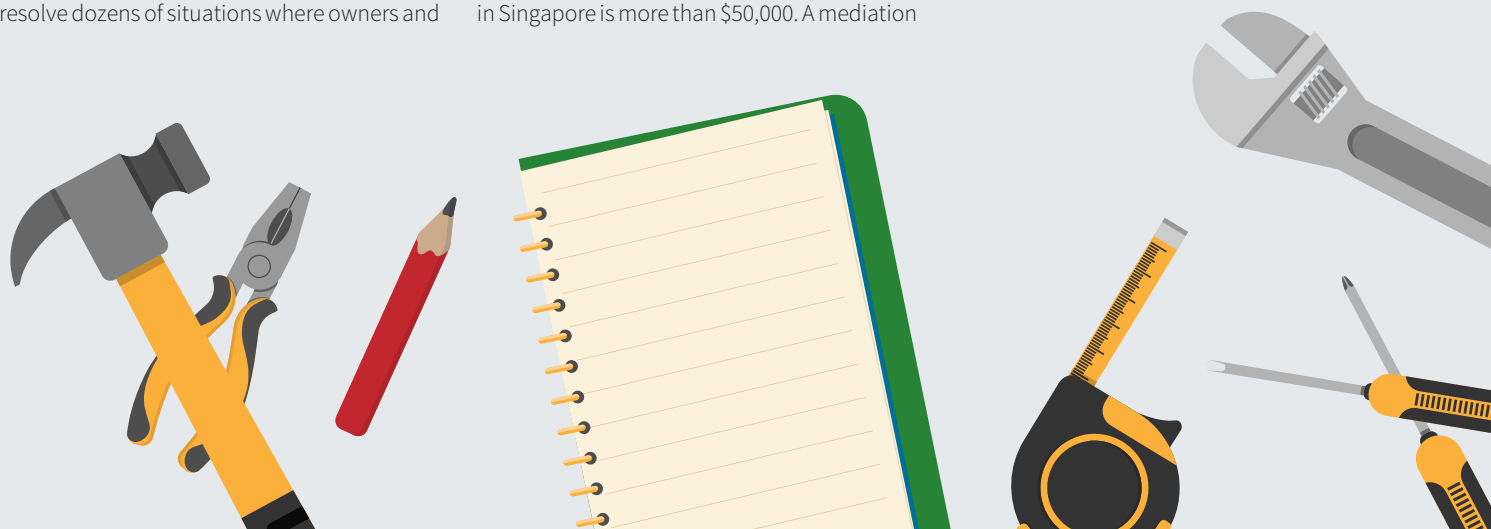 resolve dozens of situations where owners and
in Singapore is more than $50,000. A mediation